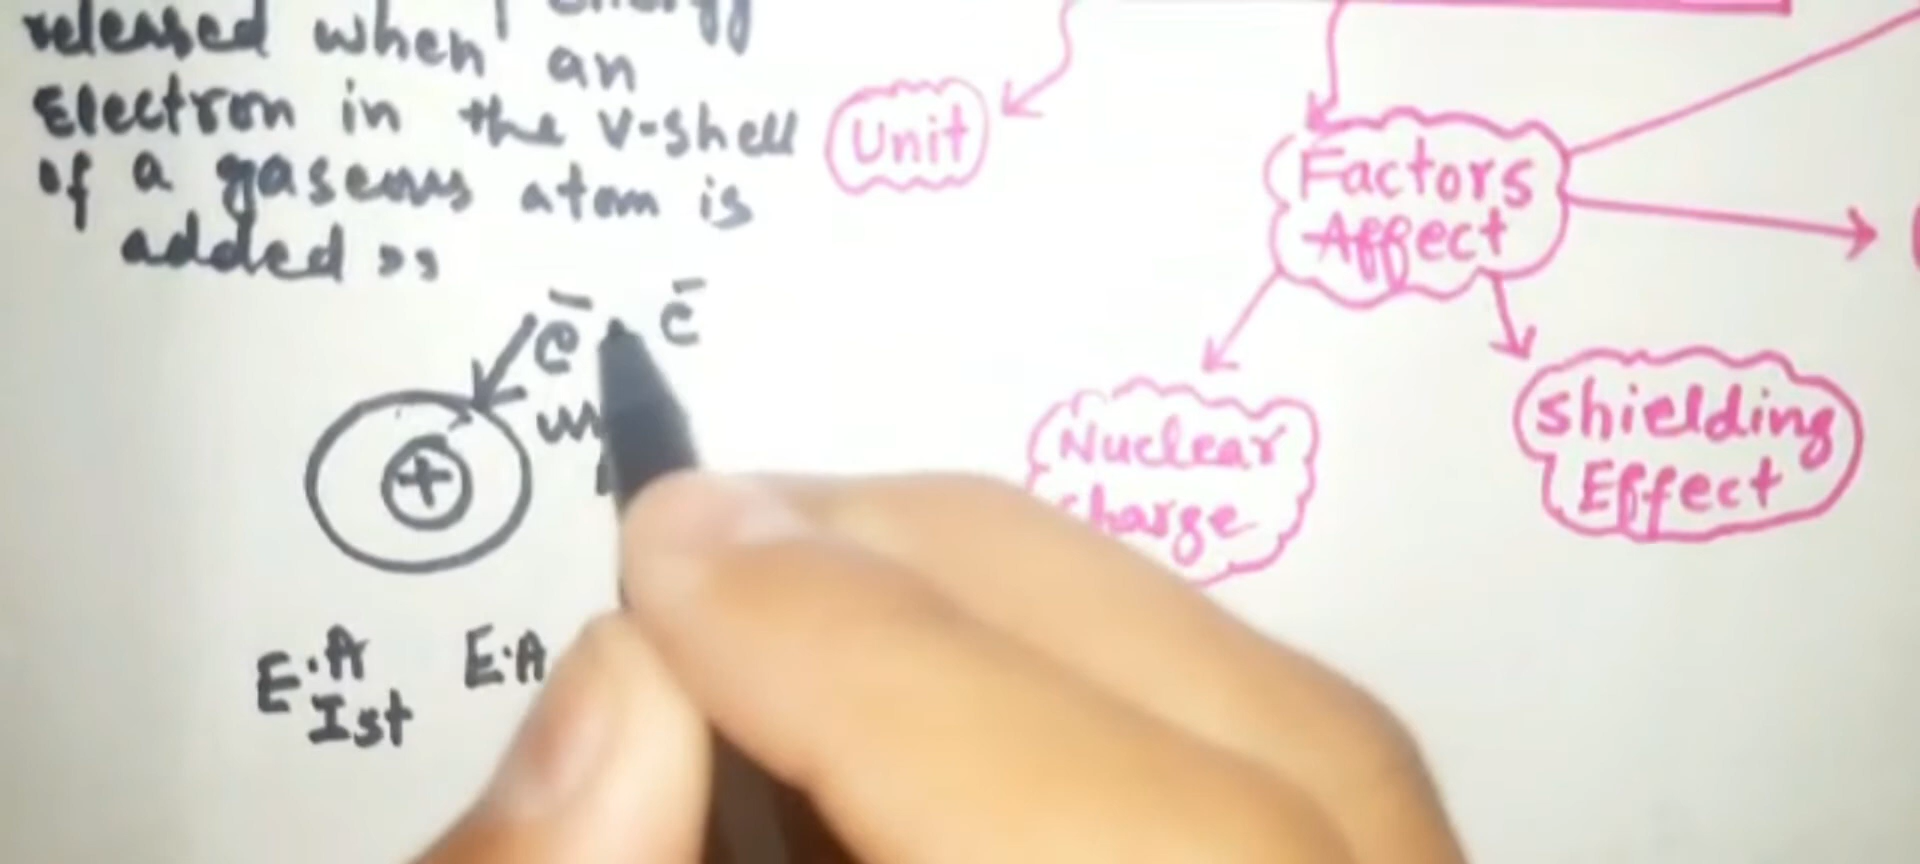 released when an
Electron in the V-shell
of a gaseous atom is
added
Unit
Factors
Affect
Nuclear
charge
Shielding
Effect
e⁻ e⁻
+
E.A E.A
Ist